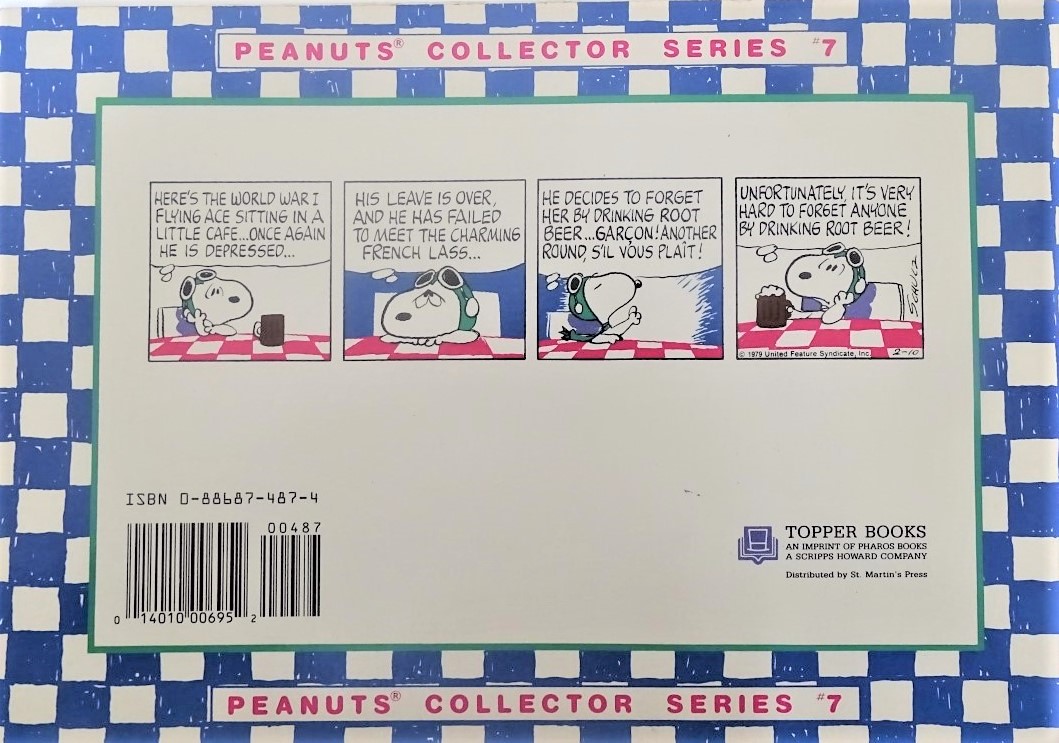 PEANUTS® COLLECTOR SERIES #7
HERE'S THE WORLD WAR I
FLYING ACE SITTING IN A
LITTLE CAFE...ONCE AGAIN
HE IS DEPRESSED...
HIS LEAVE IS OVER,
AND HE HAS FAILED
TO MEET THE CHARMING
FRENCH LASS...
HE DECIDES TO FORGET
HER BY DRINKING ROOT
BEER...GARÇON! ANOTHER
ROUND, S'IL VOUS PLAÎT!
UNFORTUNATELY, IT'S VERY
HARD TO FORGET ANYONE
BY DRINKING ROOT BEER!
SCHULZ
© 1979 United Feature Syndicate, Inc.
2-10
ISBN 0-88687-487-4
00487
0 14010 00695 2
TOPPER BOOKS
AN IMPRINT OF PHAROS BOOKS
A SCRIPPS HOWARD COMPANY
Distributed by St. Martin's Press
PEANUTS® COLLECTOR SERIES #7